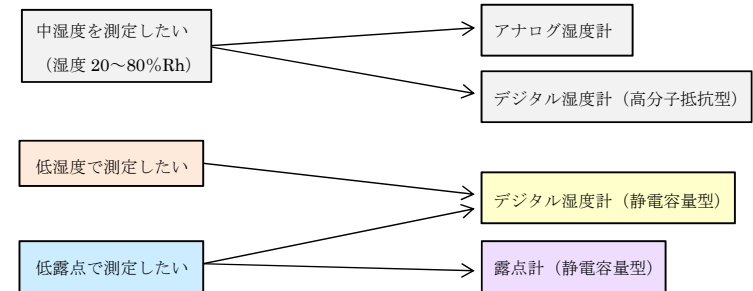 中湿度を測定したい
（湿度 20～80%Rh）
アナログ湿度計
デジタル湿度計（高分子抵抗型）
低湿度で測定したい
デジタル湿度計（静電容量型）
低露点で測定したい
露点計（静電容量型）